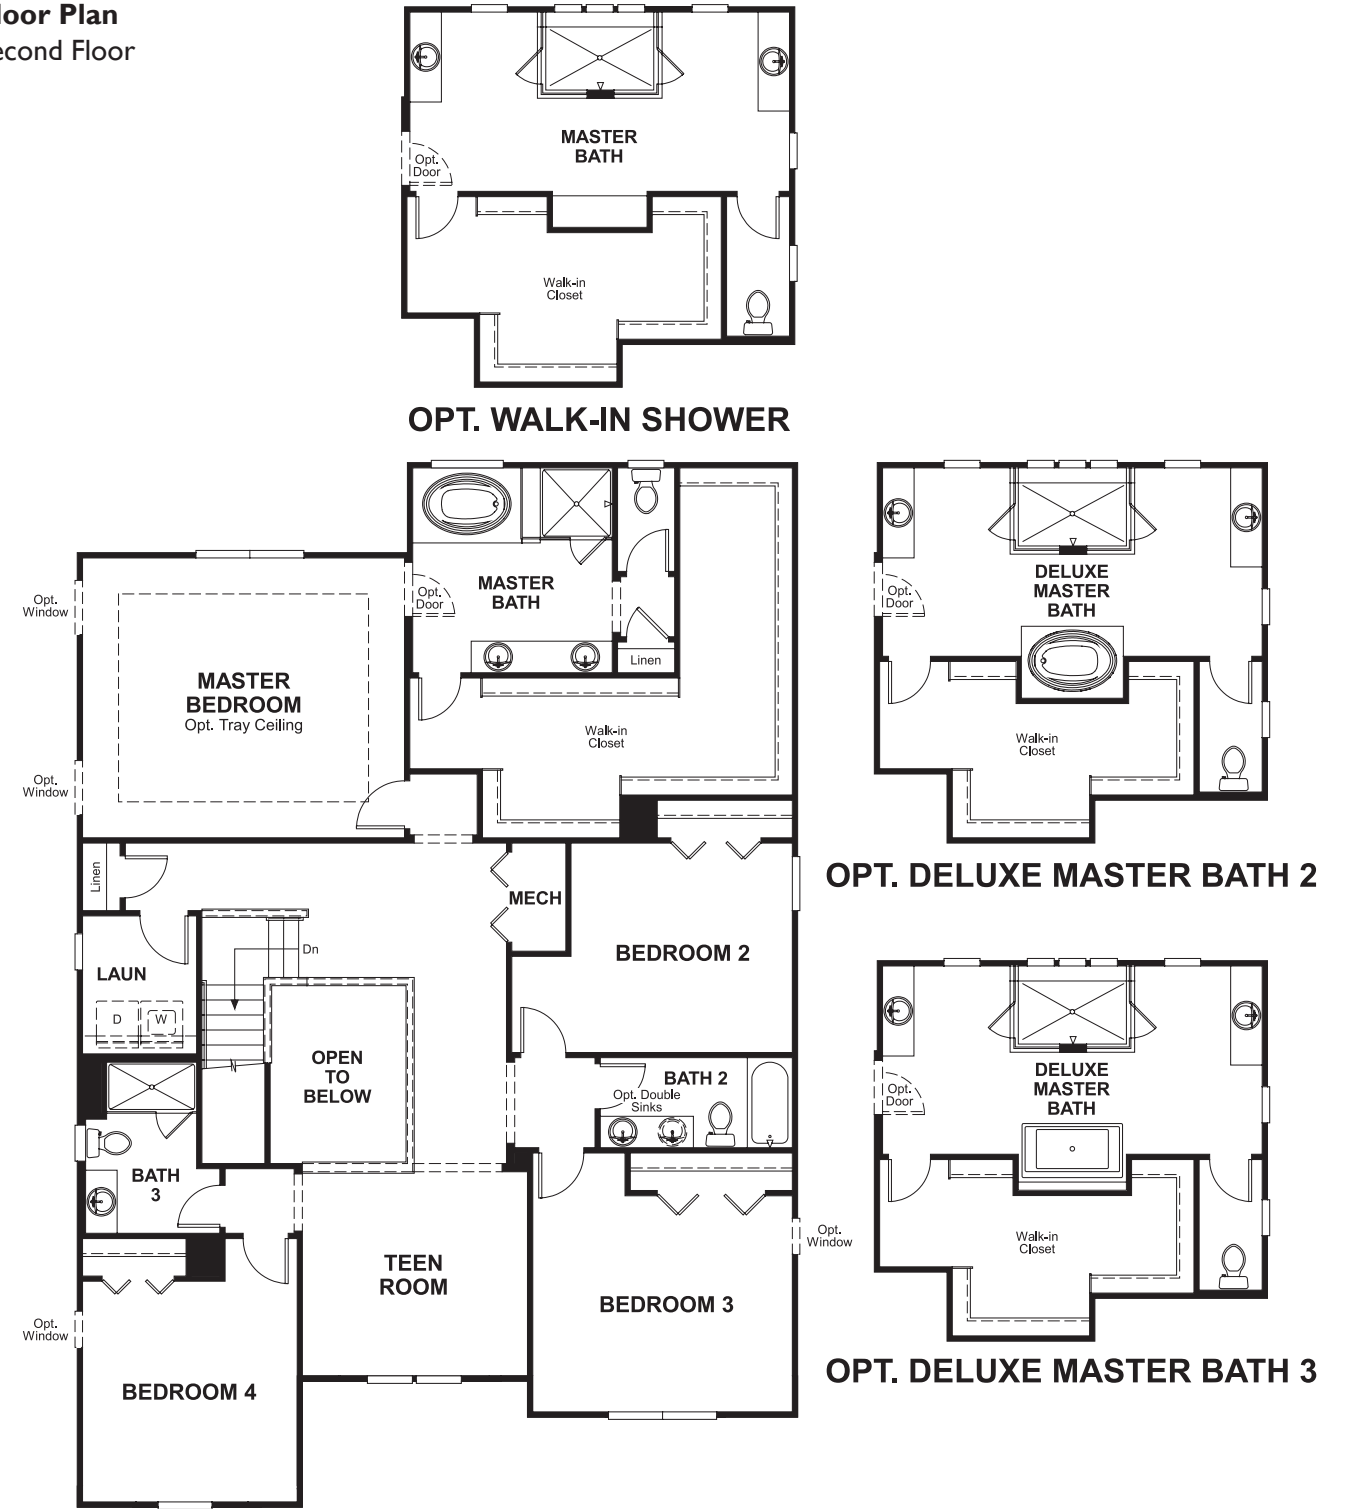 loor Plan
econd Floor
MASTER
BATH
Opt.
Door
Walk-in
Closet
OPT. WALK-IN SHOWER
Opt.
Window
Opt.
Window
MASTER
BEDROOM
Opt. Tray Ceiling
Opt.
Door
MASTER
BATH
Linen
Walk-in
Closet
Linen
MECH
BEDROOM 2
LAUN
D
W
Dn
OPEN
TO
BELOW
BATH 2
Opt. Double
Sinks
BATH
3
TEEN
ROOM
BEDROOM 3
Opt.
Window
Opt.
Window
BEDROOM 4
DELUXE
MASTER
BATH
Opt.
Door
Walk-in
Closet
OPT. DELUXE MASTER BATH 2
DELUXE
MASTER
BATH
Opt.
Door
Walk-in
Closet
OPT. DELUXE MASTER BATH 3